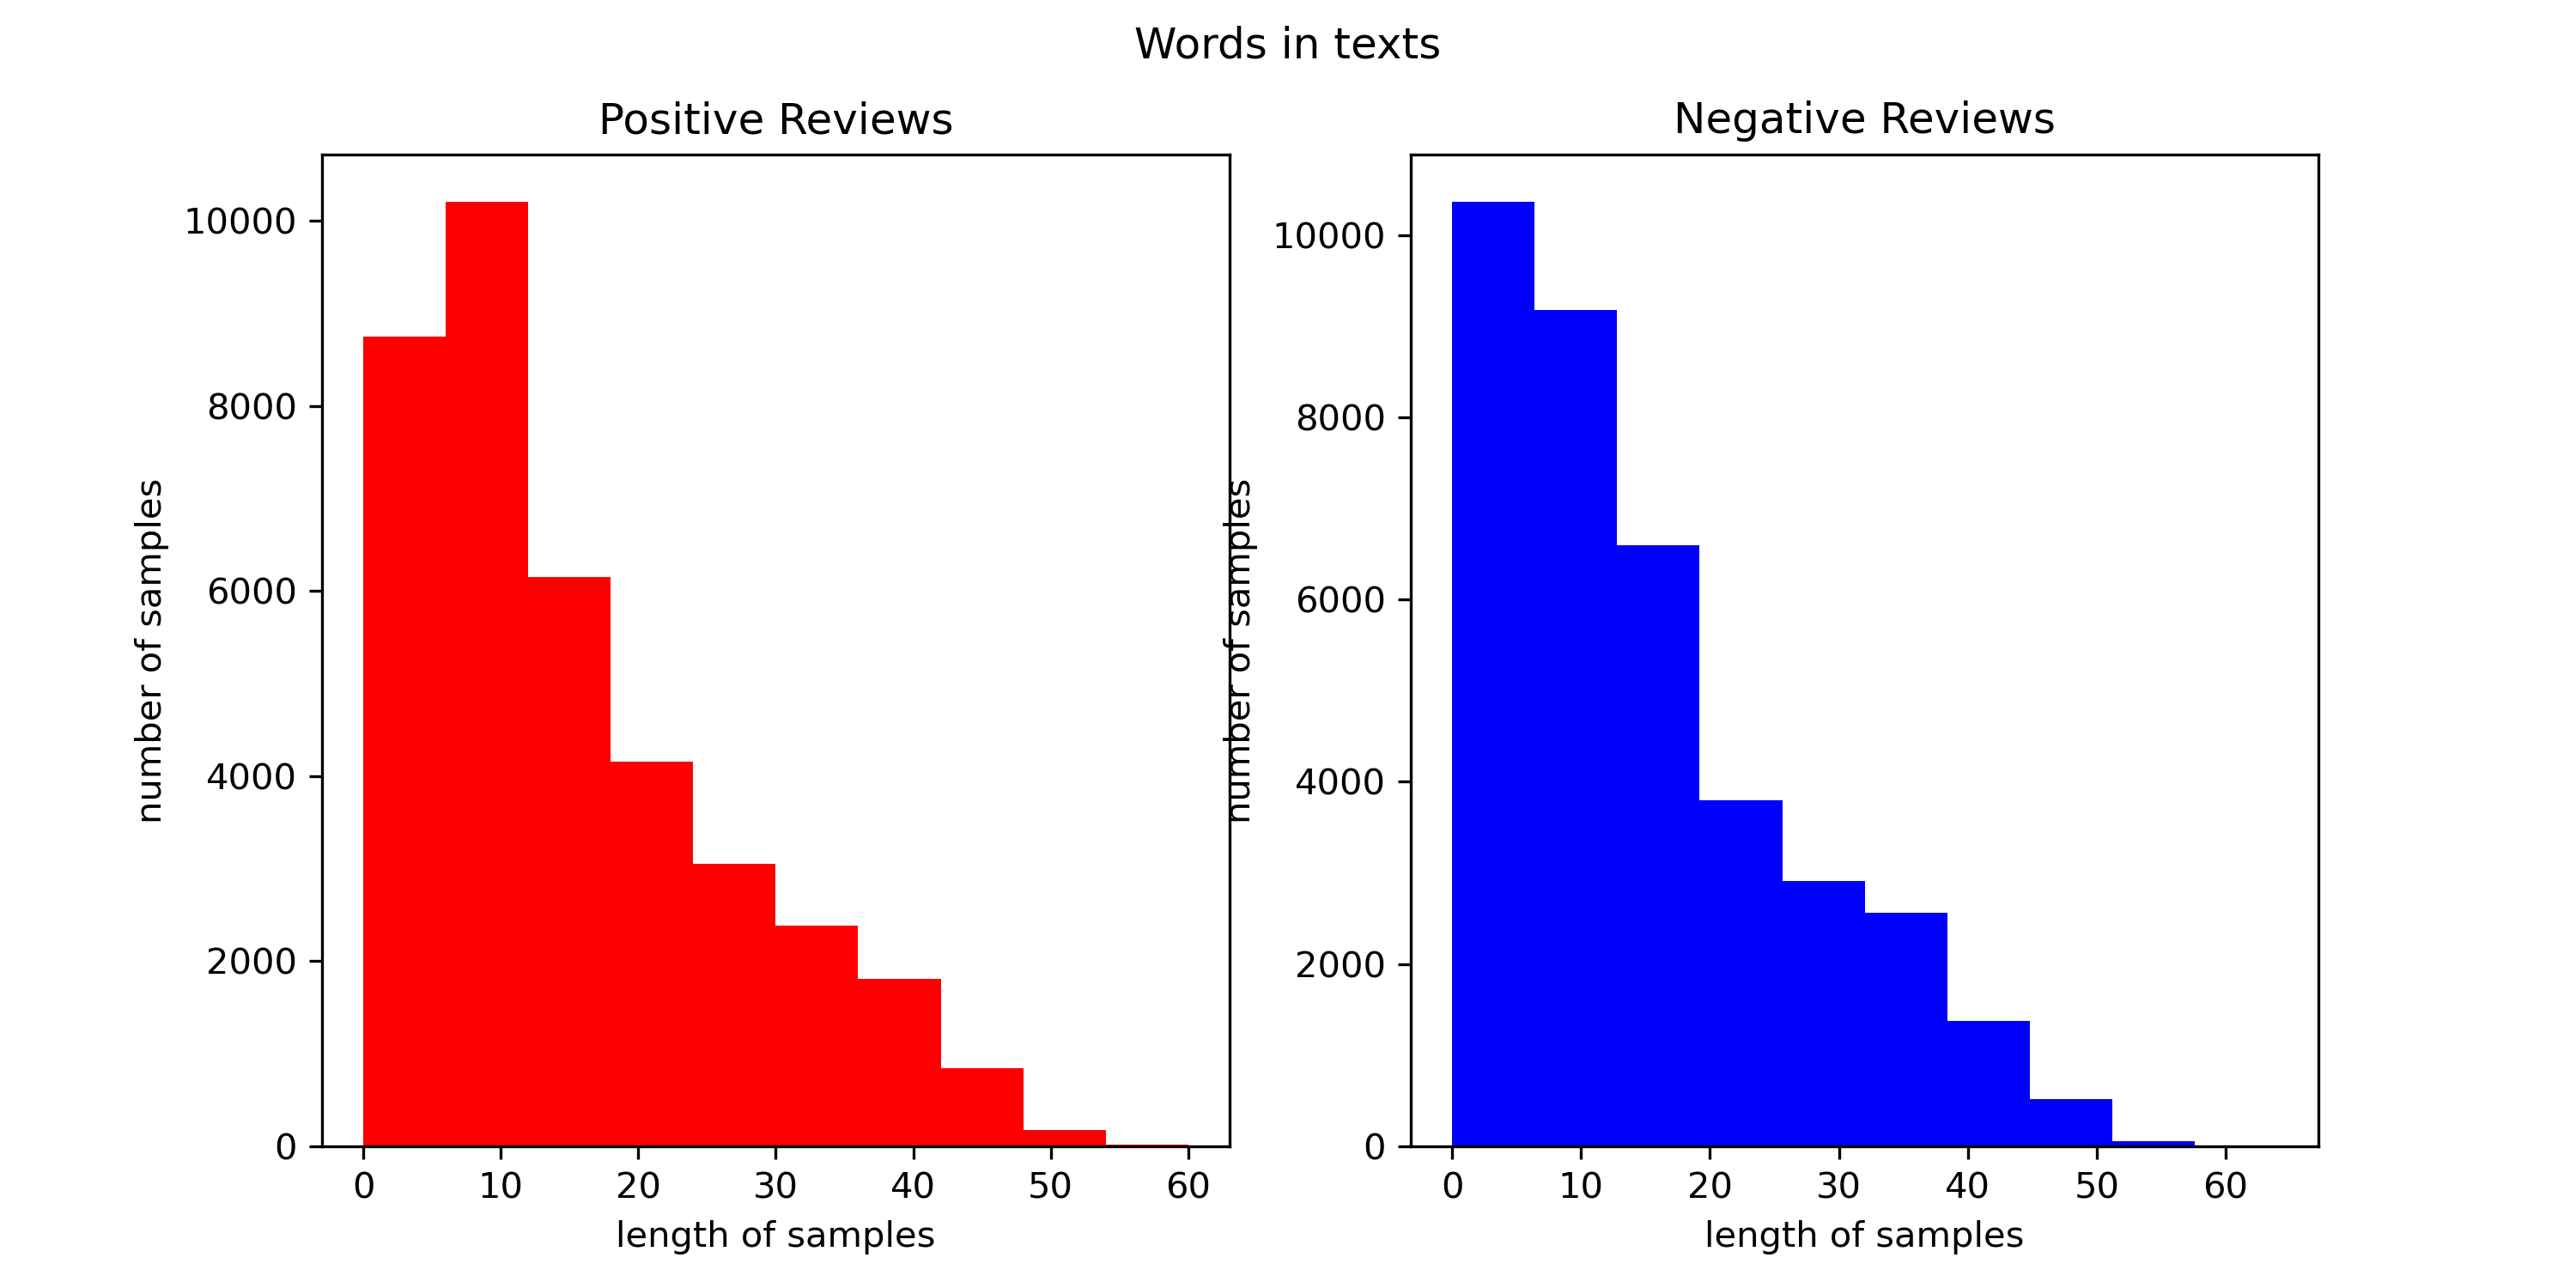 Words in texts
Positive Reviews
10000
8000
6000
4000
2000
0
number of samples
0 10 20 30 40 50 60
length of samples
Negative Reviews
10000
8000
6000
4000
2000
0
number of samples
0 10 20 30 40 50 60
length of samples